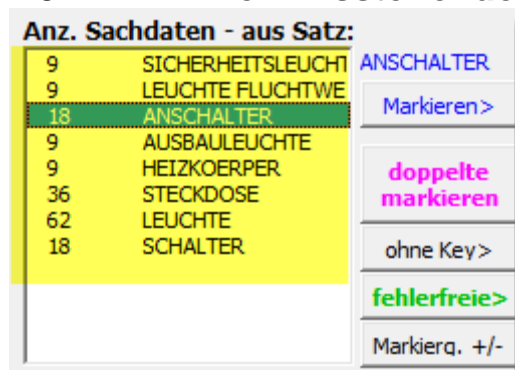 Anz. Sachdaten - aus Satz:
9 SICHERHEITSLEUCHT
9 LEUCHTE FLUCHTWE
18 ANSCHALTER
9 AUSBAULEUCHTE
9 HEIZKOERPER
36 STECKDOSE
62 LEUCHTE
18 SCHALTER
ANSCHALTER
Markieren>
doppelte
markieren
ohne Key>
fehlerfreie>
Markierg. +/-